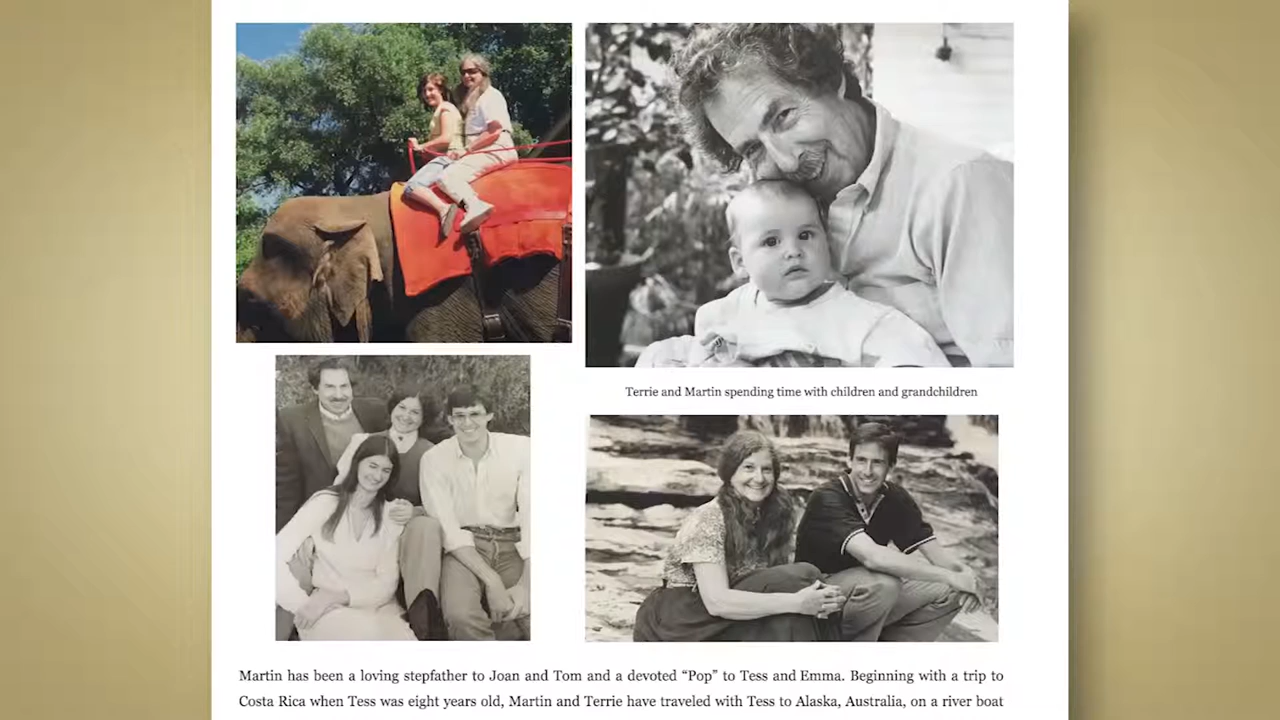 Terrie and Martin spending time with children and grandchildren
Martin has been a loving stepfather to Joan and Tom and a devoted “Pop” to Tess and Emma. Beginning with a trip to
Costa Rica when Tess was eight years old, Martin and Terrie have traveled with Tess to Alaska, Australia, on a river boat